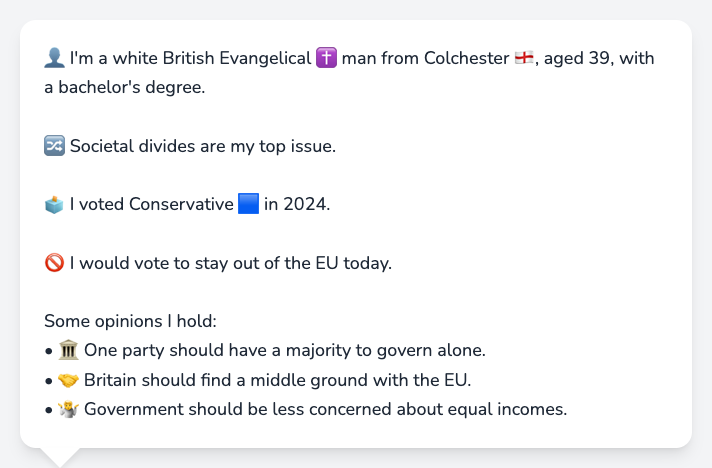 👤 I'm a white British Evangelical ✝️ man from Colchester 🏴󠁧󠁢󠁥󠁮󠁧󠁿, aged 39, with
a bachelor's degree.
🔀 Societal divides are my top issue.
🗳️ I voted Conservative 🟦 in 2024.
🚫 I would vote to stay out of the EU today.
Some opinions I hold:
• 🏛️ One party should have a majority to govern alone.
• 🤝 Britain should find a middle ground with the EU.
• 🤷 Government should be less concerned about equal incomes.